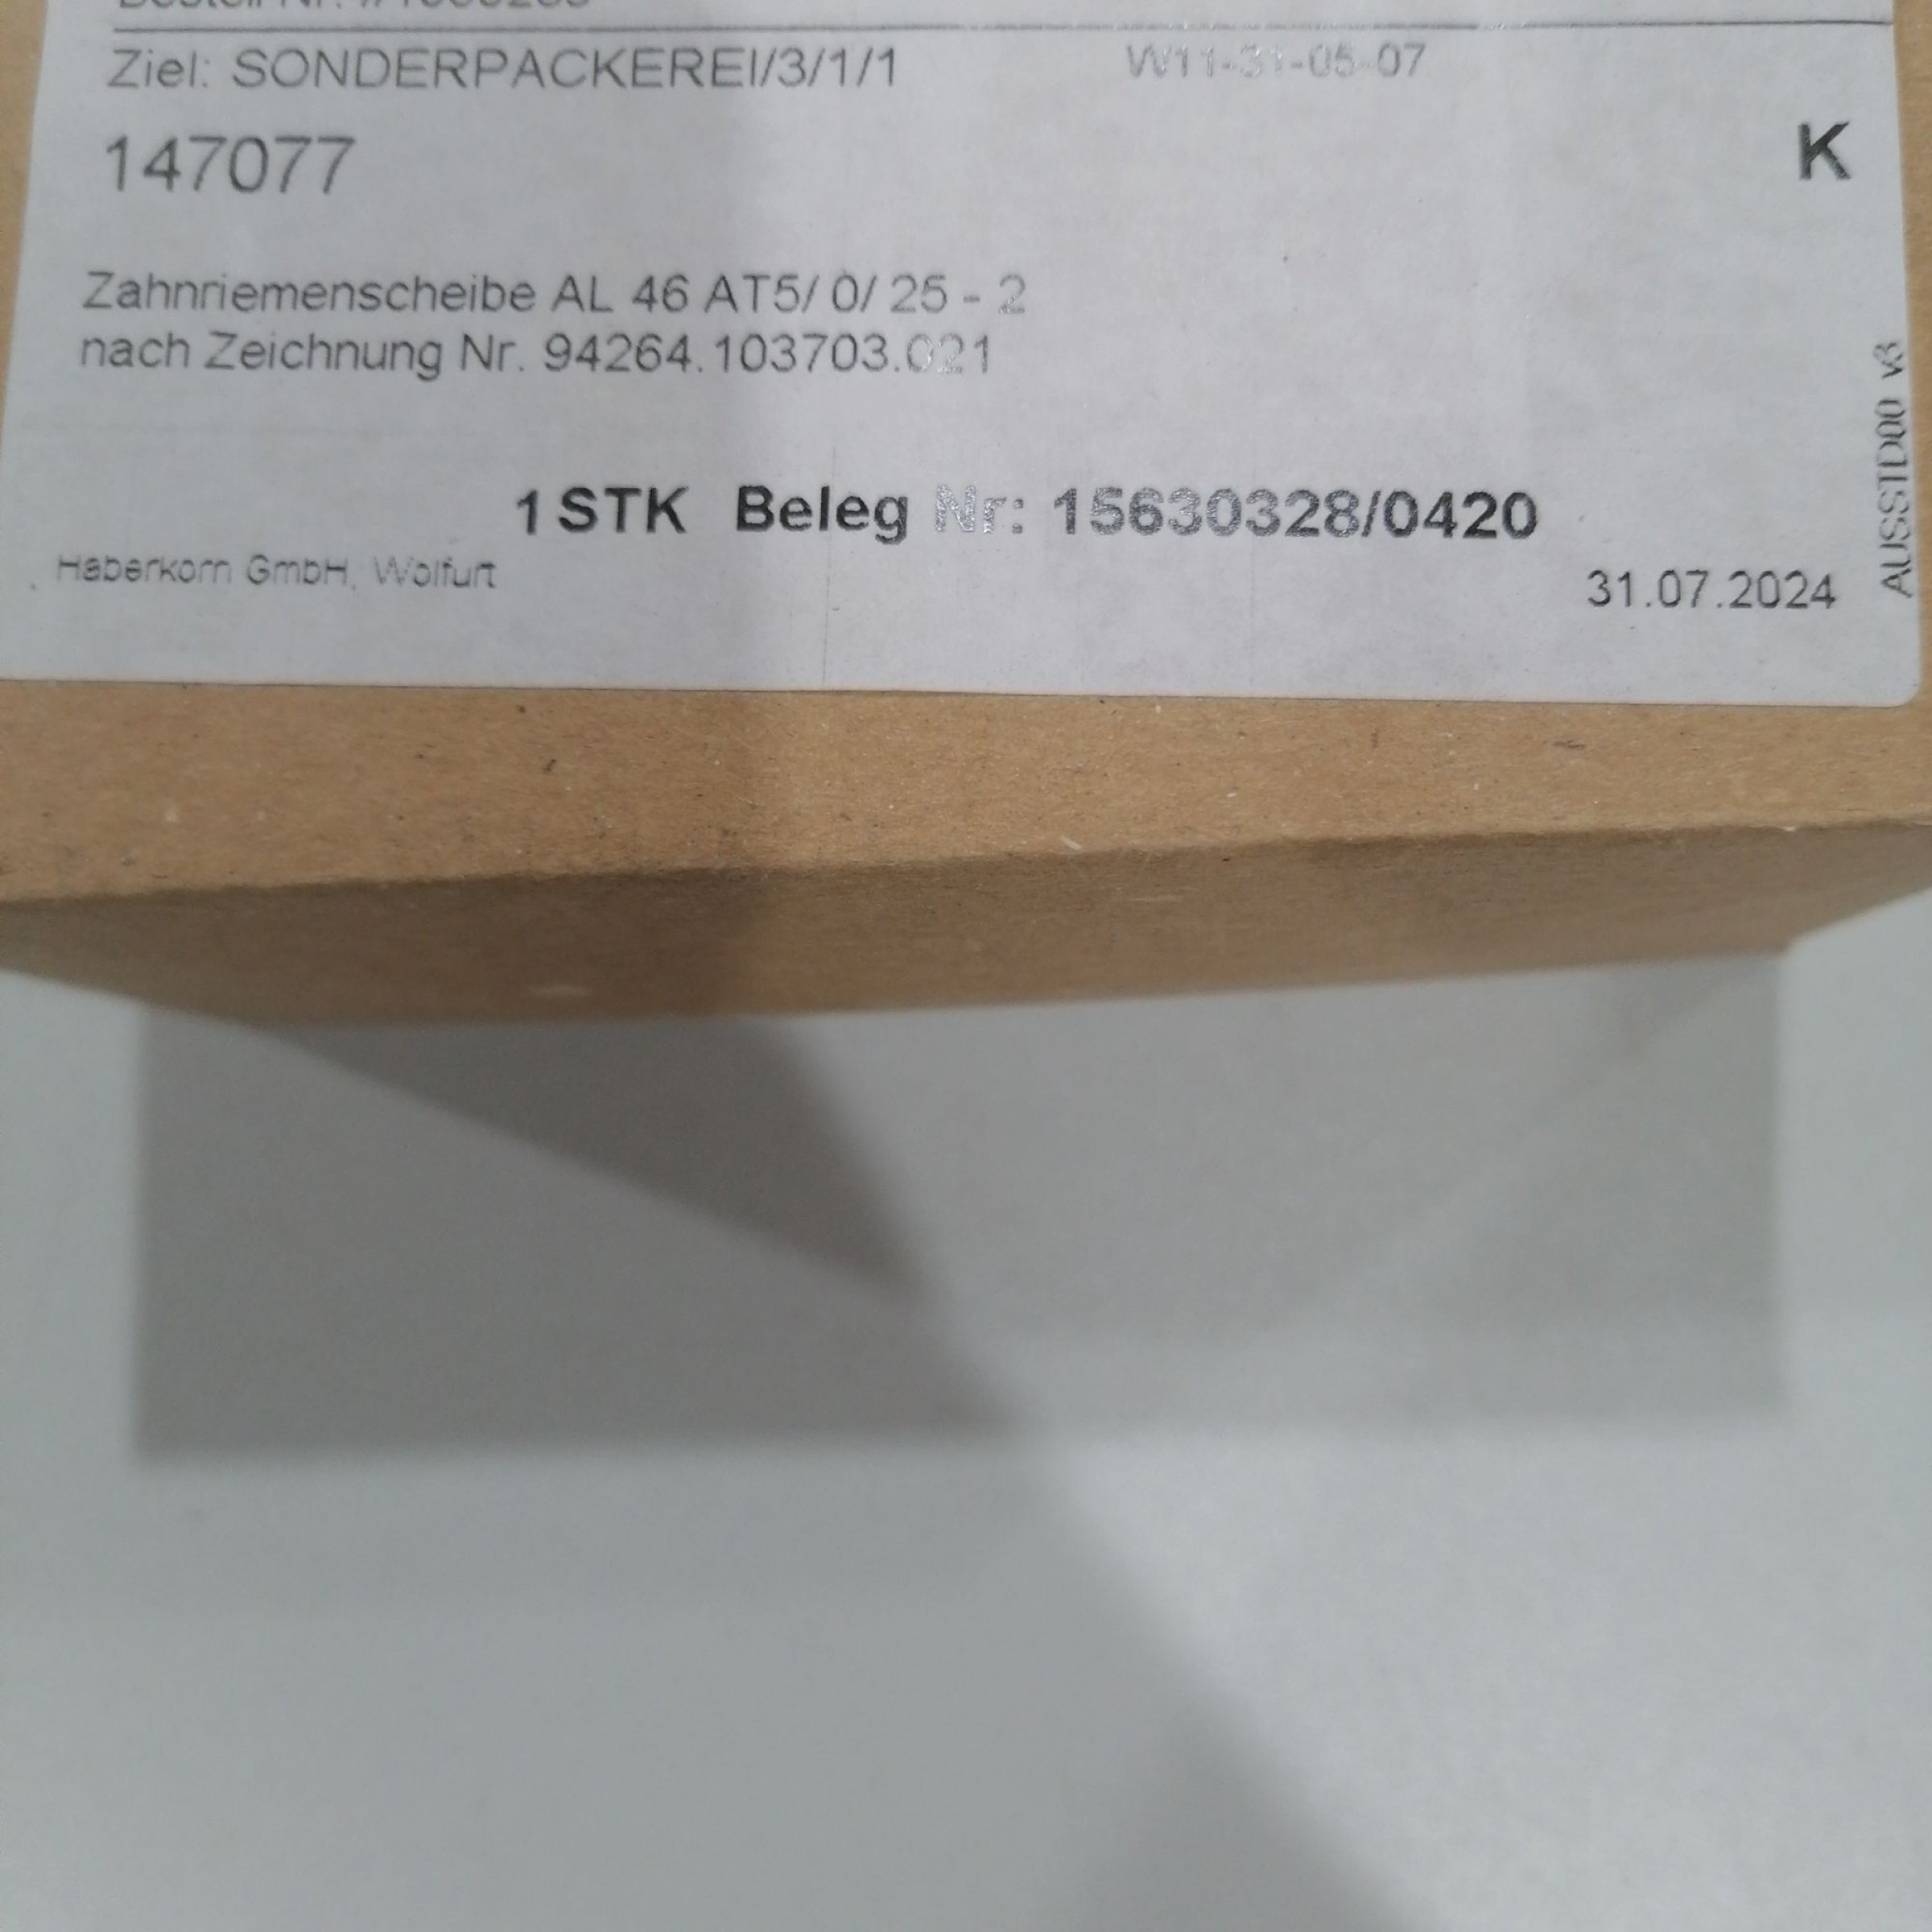 Ziel: SONDERPACKEREI/3/1/1 W11-31-05-07
147077 K
Zahnriemenscheibe AL 46 AT5/ 0/ 25 - 2
nach Zeichnung Nr. 94264.103703.021
1 STK Beleg Nr: 15630328/0420
Haberkorn GmbH, Wolfurt
31.07.2024
AUSSTD00 v3